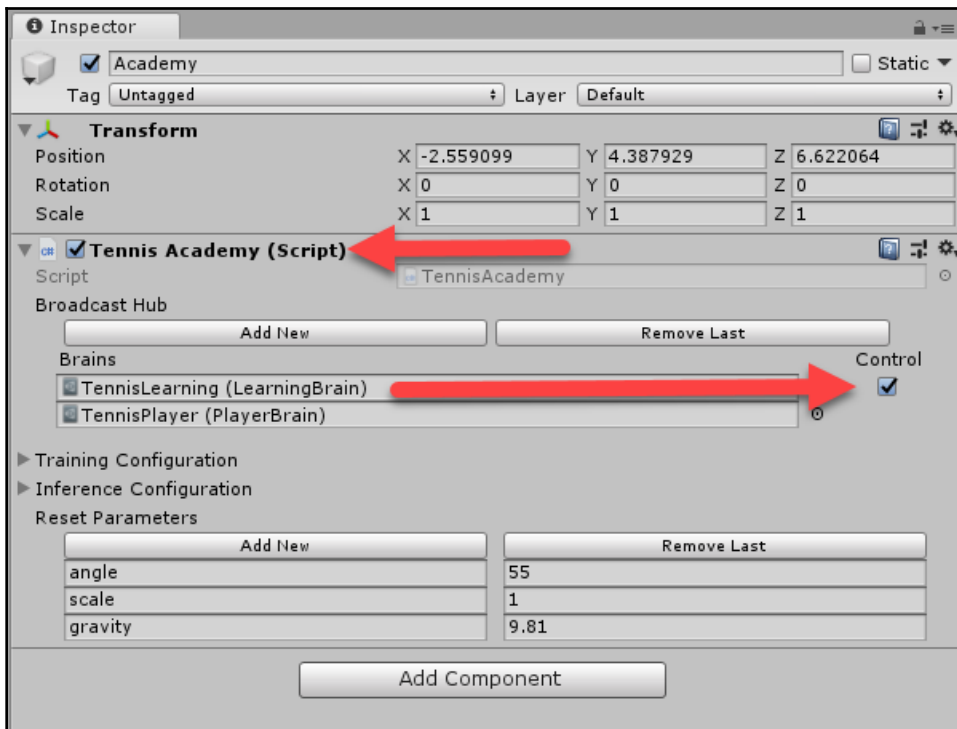 Inspector
Academy Static
Tag Untagged Layer Default
Transform
Position X -2.559099 Y 4.387929 Z 6.622064
Rotation X 0 Y 0 Z 0
Scale X 1 Y 1 Z 1
C# Tennis Academy (Script)
Script TennisAcademy
Broadcast Hub
Add New Remove Last
Brains Control
TennisLearning (LearningBrain)
TennisPlayer (PlayerBrain)
Training Configuration
Inference Configuration
Reset Parameters
Add New Remove Last
angle 55
scale 1
gravity 9.81
Add Component